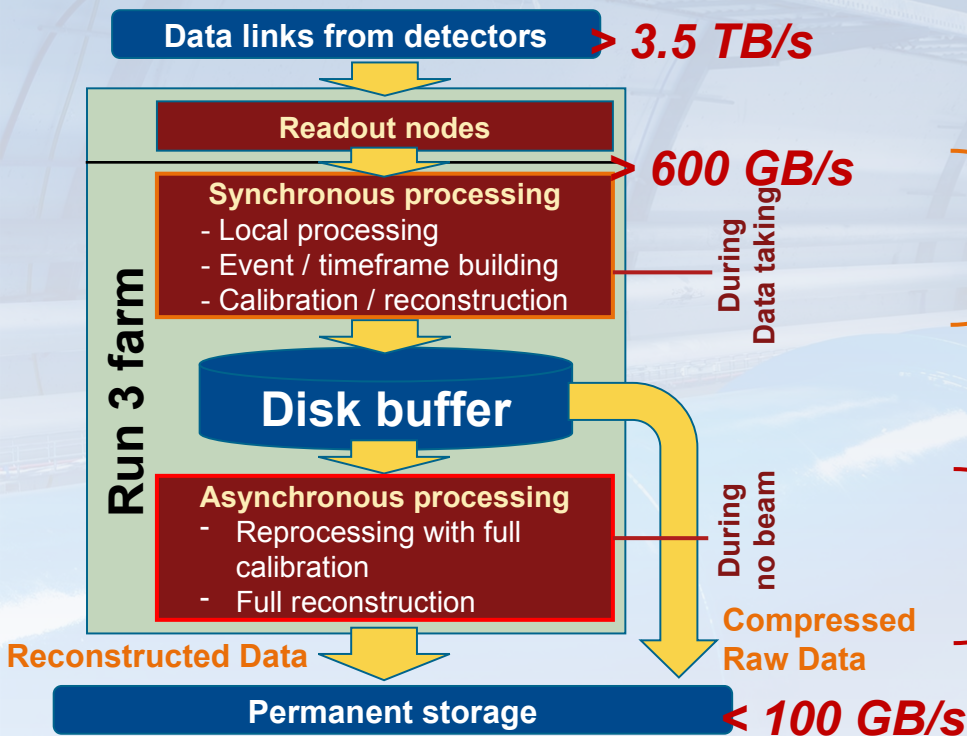 Data links from detectors
> 3.5 TB/s
Readout nodes
> 600 GB/s
Synchronous processing
- Local processing
- Event / timeframe building
- Calibration / reconstruction
During
Data taking
Run 3 farm
Disk buffer
Asynchronous processing
- Reprocessing with full
calibration
- Full reconstruction
During
no beam
Reconstructed Data
Compressed
Raw Data
Permanent storage
< 100 GB/s